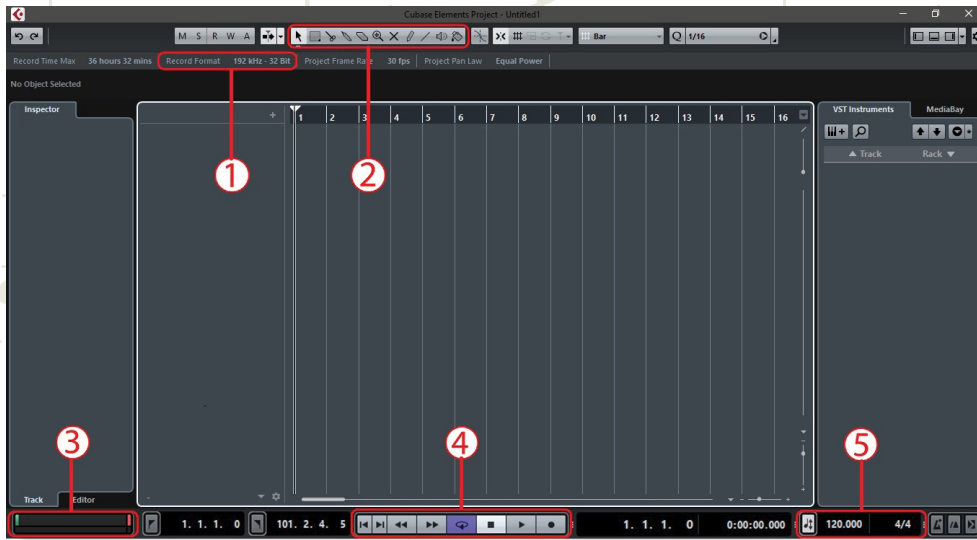 Cubase Elements Project - Untitled1
M S R W A Bar Q 1/16
Record Time Max 36 hours 32 mins Record Format 192 kHz - 32 Bit Project Frame Rate 30 fps Project Pan Law Equal Power
No Object Selected
Inspector
VST Instruments MediaBay
1 2 3 4 5 6 7 8 9 10 11 12 13 14 15 16
Track Rack
1
2
3
4
5
Track Editor
1. 1. 1. 0 101. 2. 4. 5 1. 1. 1. 0 0:00:00.000 120.000 4/4